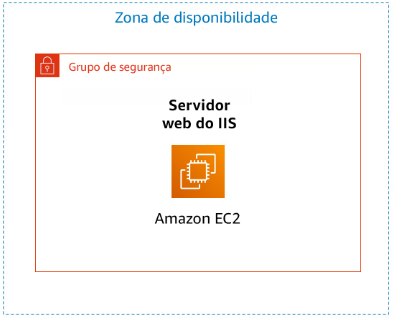 Zona de disponibilidade
Grupo de segurança
Servidor
web do IIS
Amazon EC2